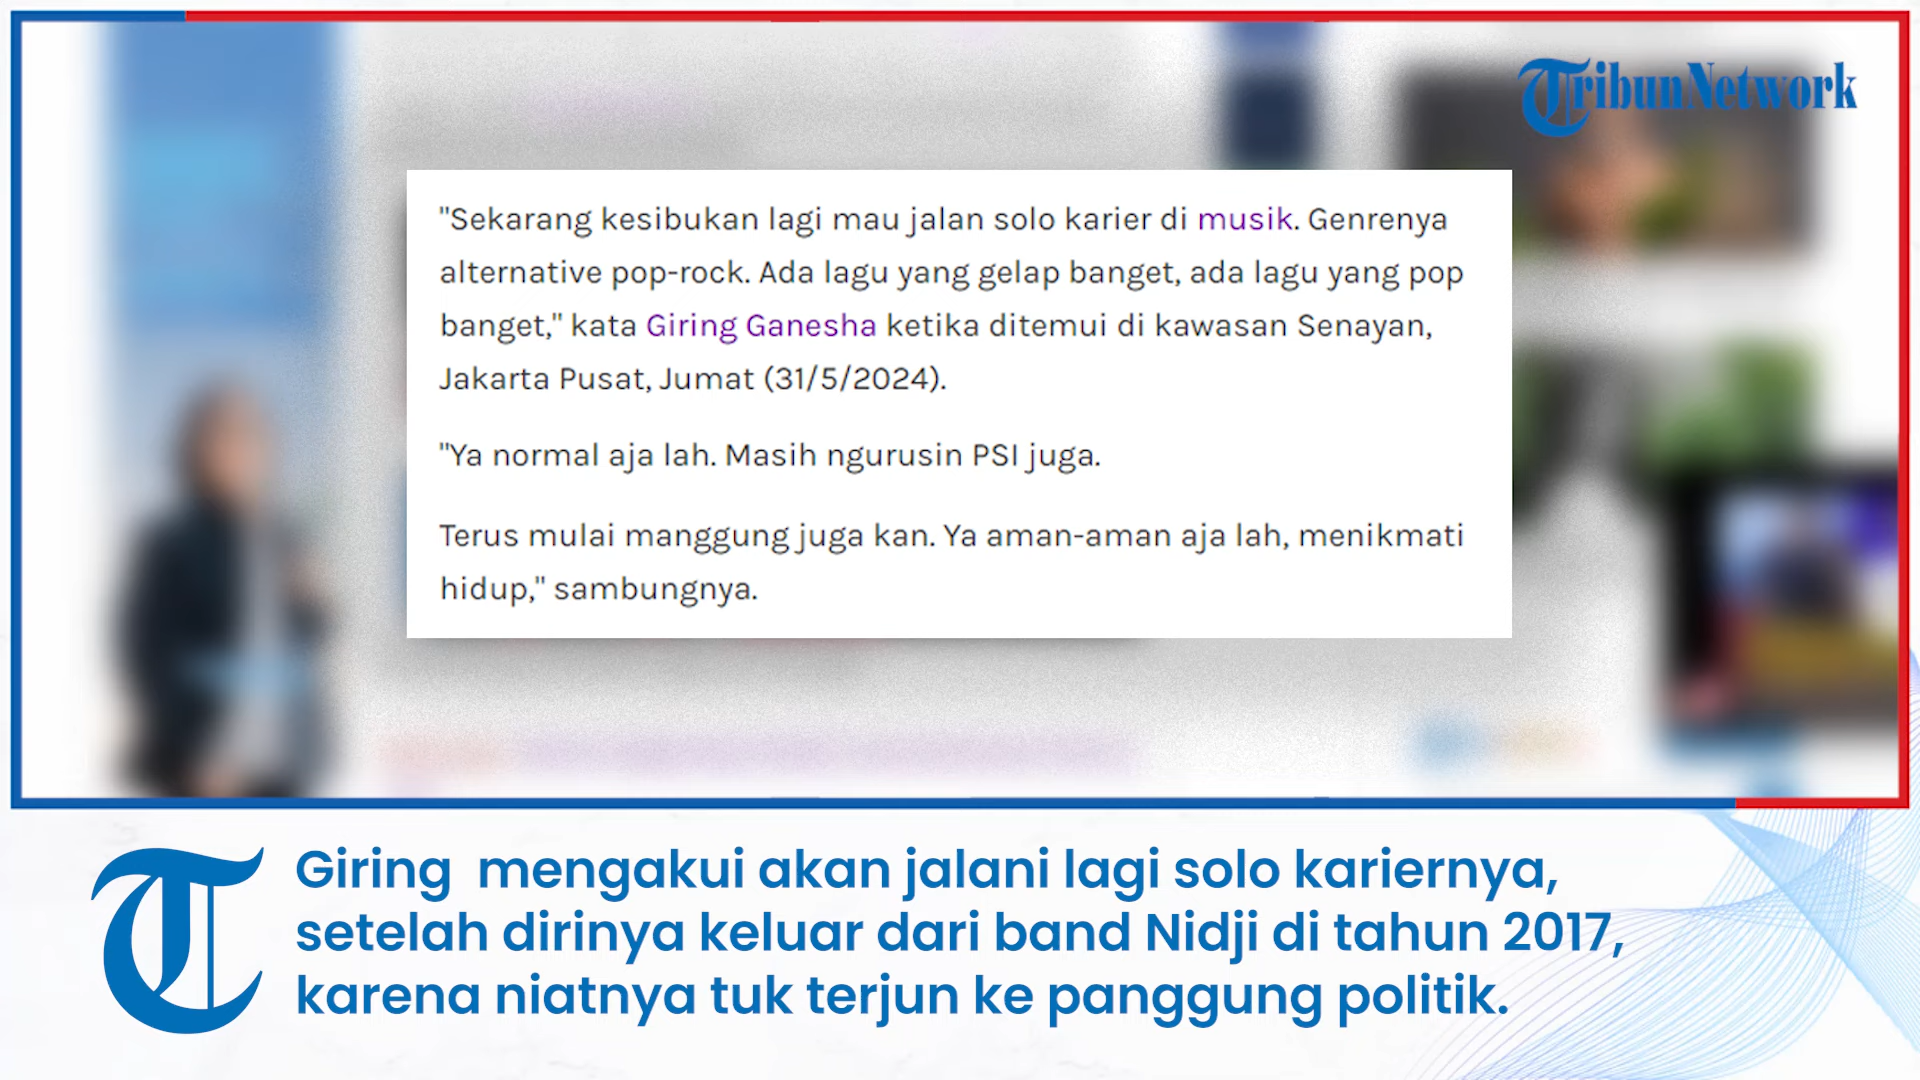 TribunNetwork
"Sekarang kesibukan lagi mau jalan solo karier di musik. Genrenya
alternative pop-rock. Ada lagu yang gelap banget, ada lagu yang pop
banget," kata Giring Ganesha ketika ditemui di kawasan Senayan,
Jakarta Pusat, Jumat (31/5/2024).
"Ya normal aja lah. Masih ngurusin PSI juga.
Terus mulai manggung juga kan. Ya aman-aman aja lah, menikmati
hidup," sambungnya.
T
Giring  mengakui akan jalani lagi solo kariernya,
setelah dirinya keluar dari band Nidji di tahun 2017,
karena niatnya tuk terjun ke panggung politik.